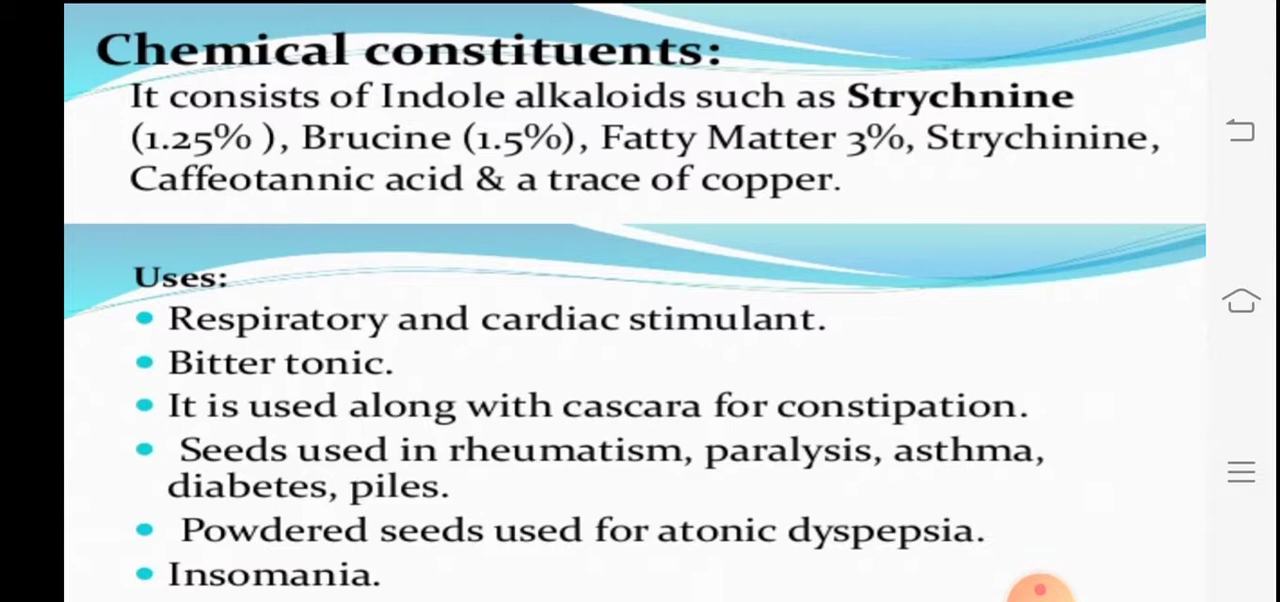 Chemical constituents:
It consists of Indole alkaloids such as Strychnine
(1.25% ), Brucine (1.5%), Fatty Matter 3%, Strychinine,
Caffeotannic acid & a trace of copper.
Uses:
• Respiratory and cardiac stimulant.
• Bitter tonic.
• It is used along with cascara for constipation.
• Seeds used in rheumatism, paralysis, asthma,
diabetes, piles.
• Powdered seeds used for atonic dyspepsia.
• Insomania.